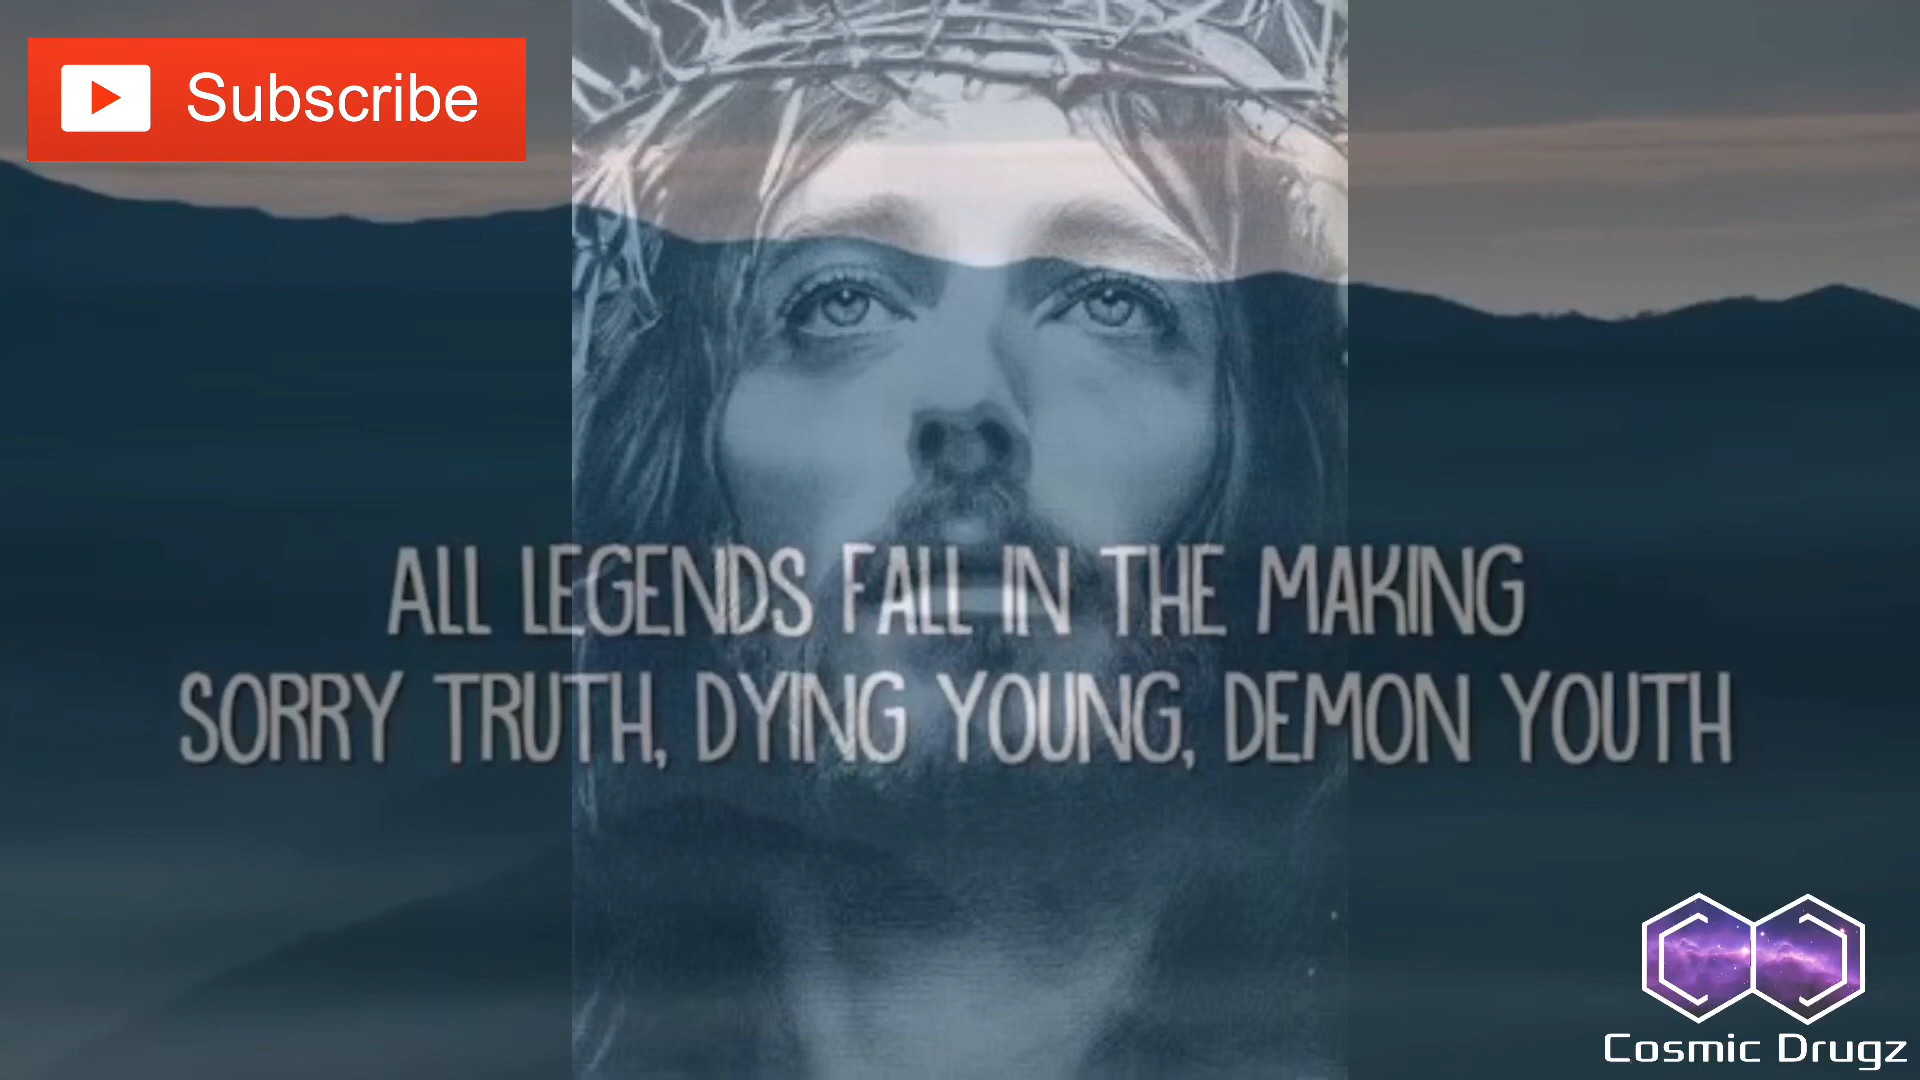 Subscribe
ALL LEGENDS FALL IN THE MAKING
SORRY TRUTH, DYING YOUNG, DEMON YOUTH
Cosmic Drugz